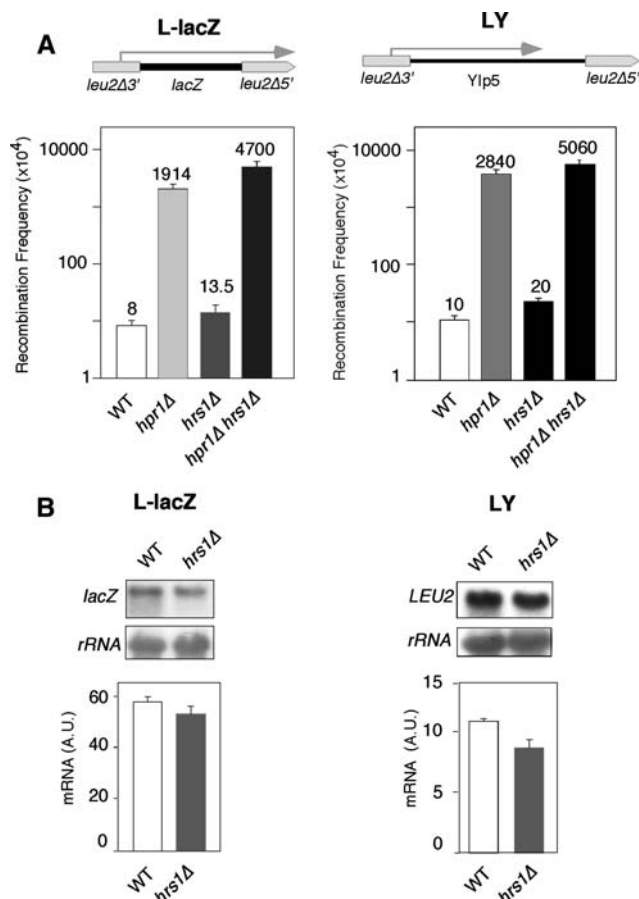 A
L-lacZ
leu2Δ3' lacZ leu2Δ5'
Recombination Frequency (x10⁴)
10000
100
1
8
1914
13.5
4700
WT
hpr1Δ
hrs1Δ
hpr1Δ hrs1Δ
LY
leu2Δ3' YIp5 leu2Δ5'
Recombination Frequency (x10⁴)
10000
100
1
10
2840
20
5060
WT
hpr1Δ
hrs1Δ
hpr1Δ hrs1Δ
B
L-lacZ
WT hrs1Δ
lacZ
rRNA
mRNA (A.U.)
60
40
20
0
WT
hrs1Δ
LY
WT hrs1Δ
LEU2
rRNA
mRNA (A.U.)
15
10
5
0
WT
hrs1Δ